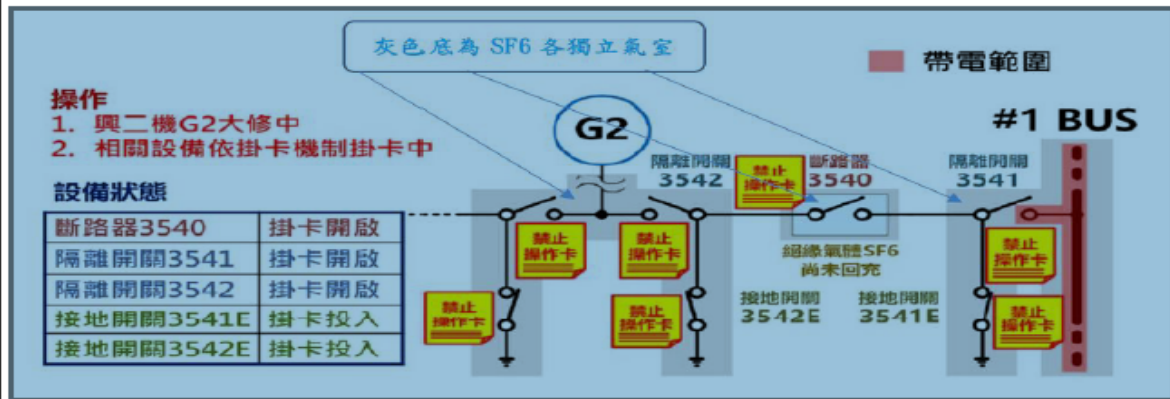 灰色底為 SF6 各獨立氣室
帶電範圍
操作
1. 興二機G2大修中
2. 相關設備依掛卡機制掛卡中
設備狀態
斷路器3540 掛卡開啟
隔離開關3541 掛卡開啟
隔離開關3542 掛卡開啟
接地開關3541E 掛卡投入
接地開關3542E 掛卡投入
G2
#1 BUS
隔離開關
3542
禁止
操作卡
斷路器
3540
隔離開關
3541
禁止
操作卡
禁止
操作卡
絕緣氣體SF6
尚未回充
禁止
操作卡
禁止
操作卡
禁止
操作卡
接地開關
3542E
接地開關
3541E
禁止
操作卡